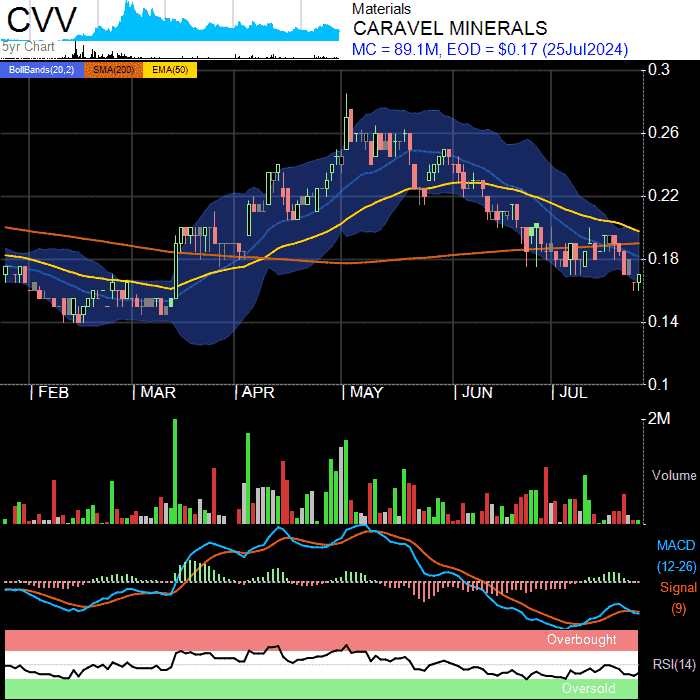 CVV
5yr Chart
Materials
CARAVEL MINERALS
MC = 89.1M, EOD = $0.17 (25Jul2024)
BollBands(20,2) SMA(200) EMA(50)
0.3
0.26
0.22
0.18
0.14
0.1
FEB MAR APR MAY JUN JUL
2M
Volume
MACD
(12-26)
Signal
(9)
Overbought
RSI(14)
Oversold